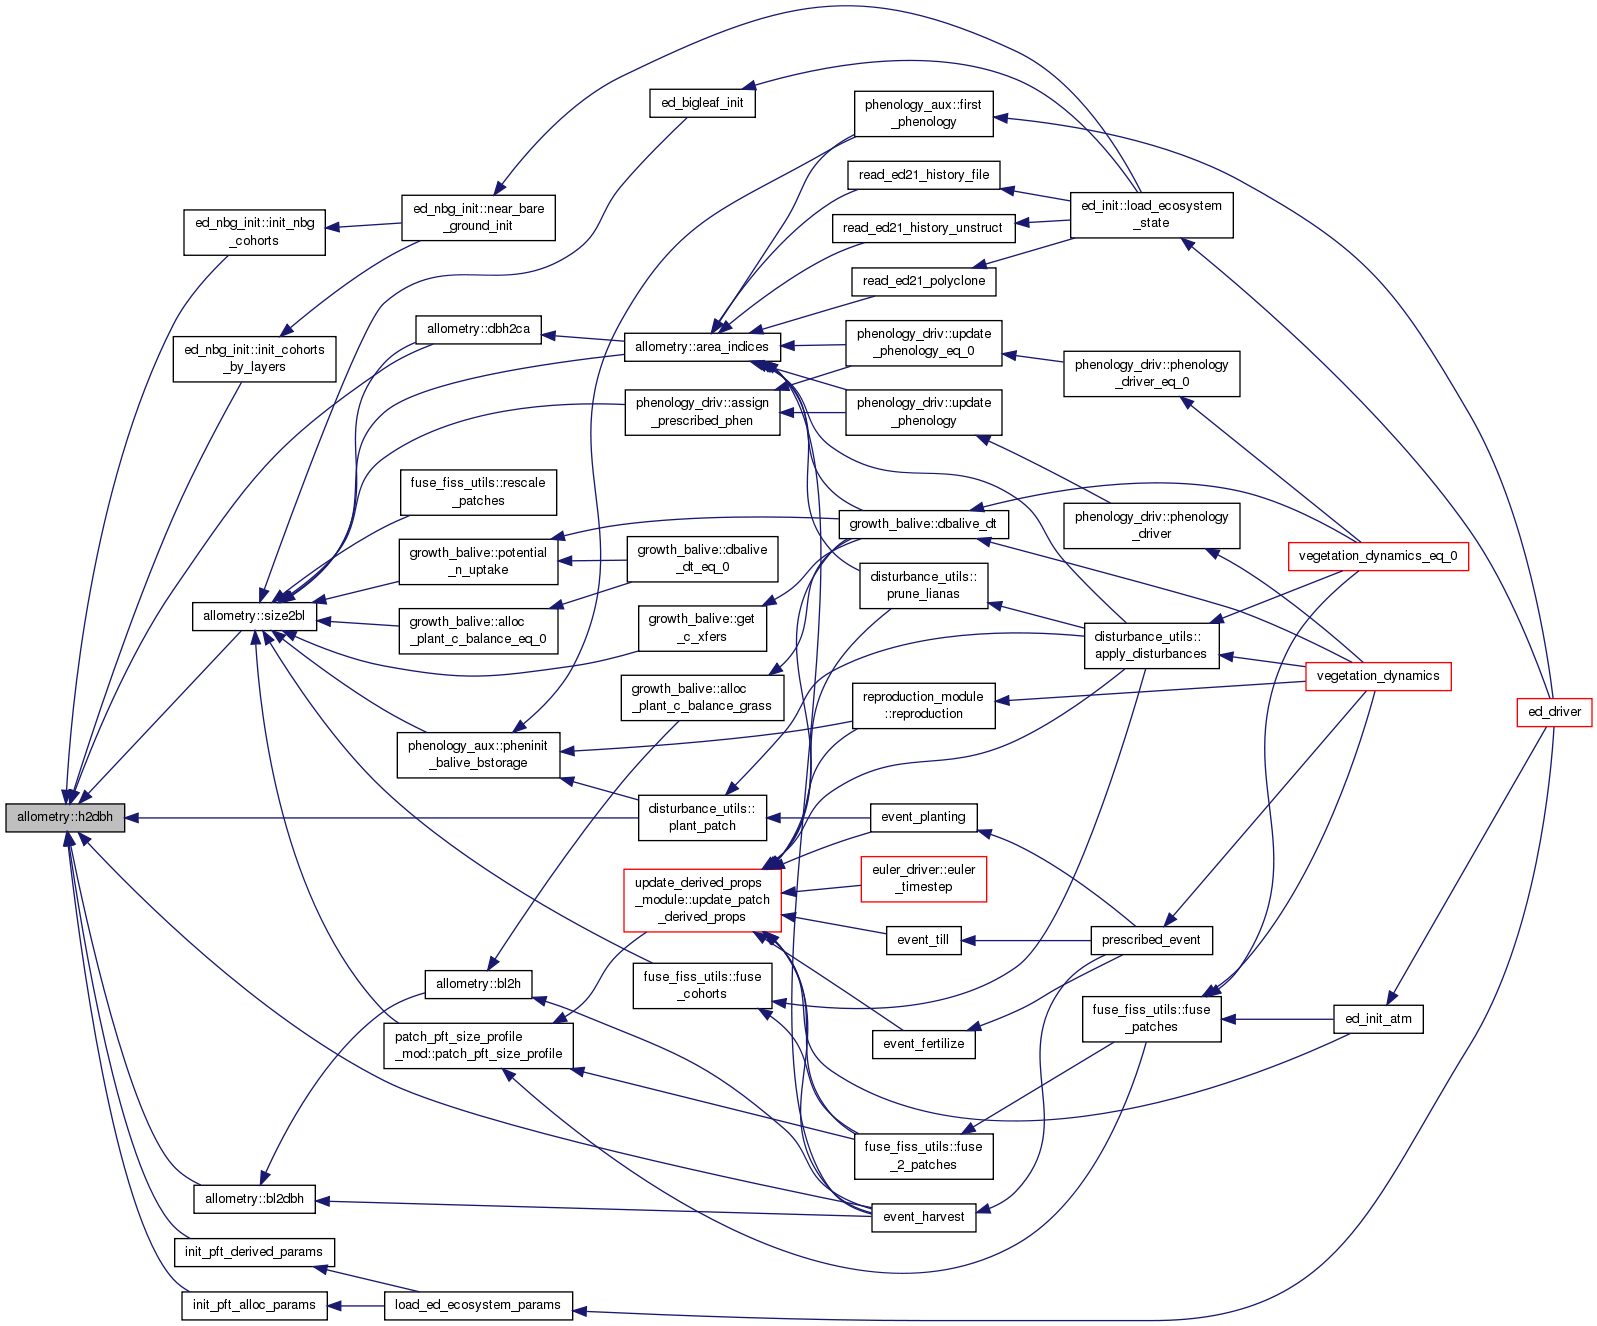 allometry::h2dbh
ed_nbg_init::init_nbg
_cohorts
ed_nbg_init::init_cohorts
_by_layers
allometry::size2bl
allometry::bl2dbh
init_pft_derived_params
init_pft_alloc_params
ed_nbg_init::near_bare
_ground_init
allometry::dbh2ca
fuse_fiss_utils::rescale
_patches
growth_balive::potential
_n_uptake
growth_balive::alloc
_plant_c_balance_eq_0
phenology_aux::pheninit
_balive_bstorage
allometry::bl2h
patch_pft_size_profile
_mod::patch_pft_size_profile
load_ed_ecosystem_params
ed_bigleaf_init
allometry::area_indices
phenology_driv::assign
_prescribed_phen
growth_balive::dbalive
_dt_eq_0
growth_balive::get
_c_xfers
growth_balive::alloc
_plant_c_balance_grass
disturbance_utils::
plant_patch
update_derived_props
_module::update_patch
_derived_props
fuse_fiss_utils::fuse
_cohorts
phenology_aux::first
_phenology
read_ed21_history_file
read_ed21_history_unstruct
read_ed21_polyclone
phenology_driv::update
_phenology_eq_0
phenology_driv::update
_phenology
growth_balive::dbalive_dt
disturbance_utils::
prune_lianas
reproduction_module
::reproduction
event_planting
euler_driver::euler
_timestep
event_till
event_fertilize
fuse_fiss_utils::fuse
_2_patches
event_harvest
ed_init::load_ecosystem
_state
phenology_driv::phenology
_driver_eq_0
phenology_driv::phenology
_driver
disturbance_utils::
apply_disturbances
prescribed_event
fuse_fiss_utils::fuse
_patches
vegetation_dynamics_eq_0
vegetation_dynamics
ed_init_atm
ed_driver